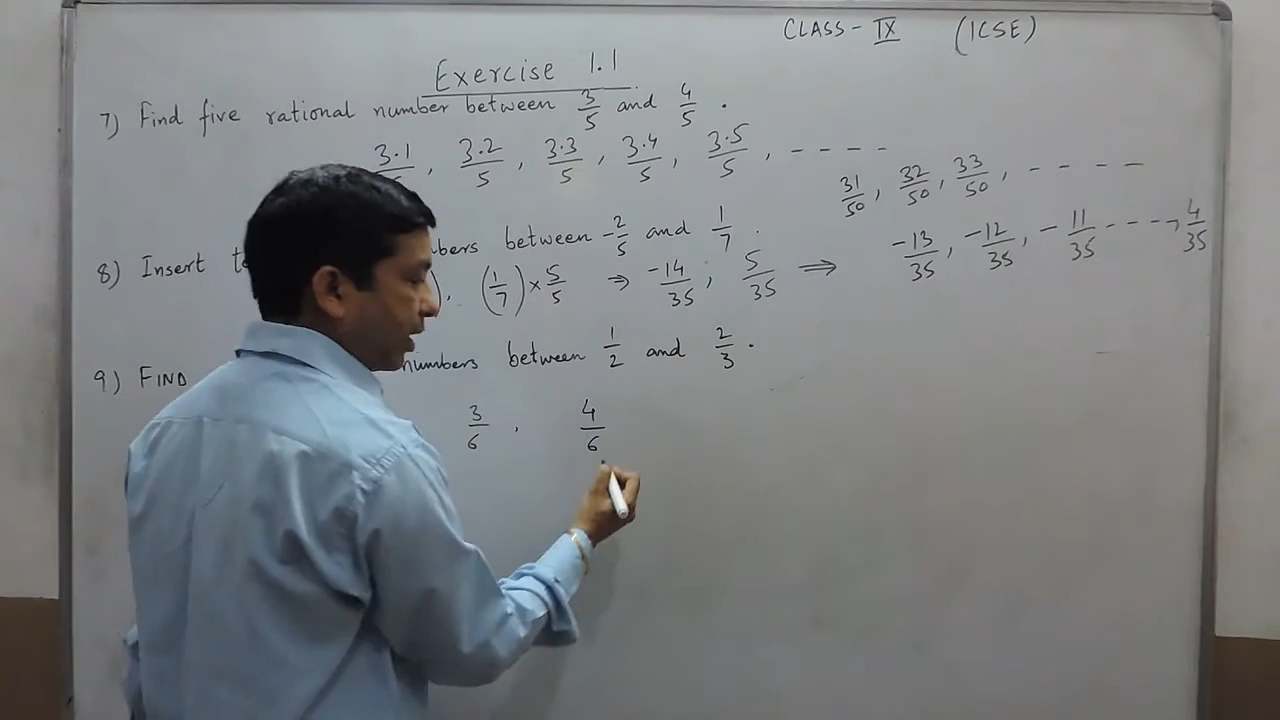 CLASS - IX (ICSE)
Exercise 1.1
7) Find five rational number between 3/5 and 4/5 .
3.1/5, 3.2/5, 3.3/5, 3.4/5, 3.5/5, - - - -
31/50, 32/50, 33/50, - - - -
8) Insert between -2/5 and 1/7 .
, (1/7) × 5/5 ⇒ -14/35, 5/35 ⇒ -13/35, -12/35, -11/35 - - - -, 4/35
9) FIND numbers between 1/2 and 2/3 .
3/6 , 4/6